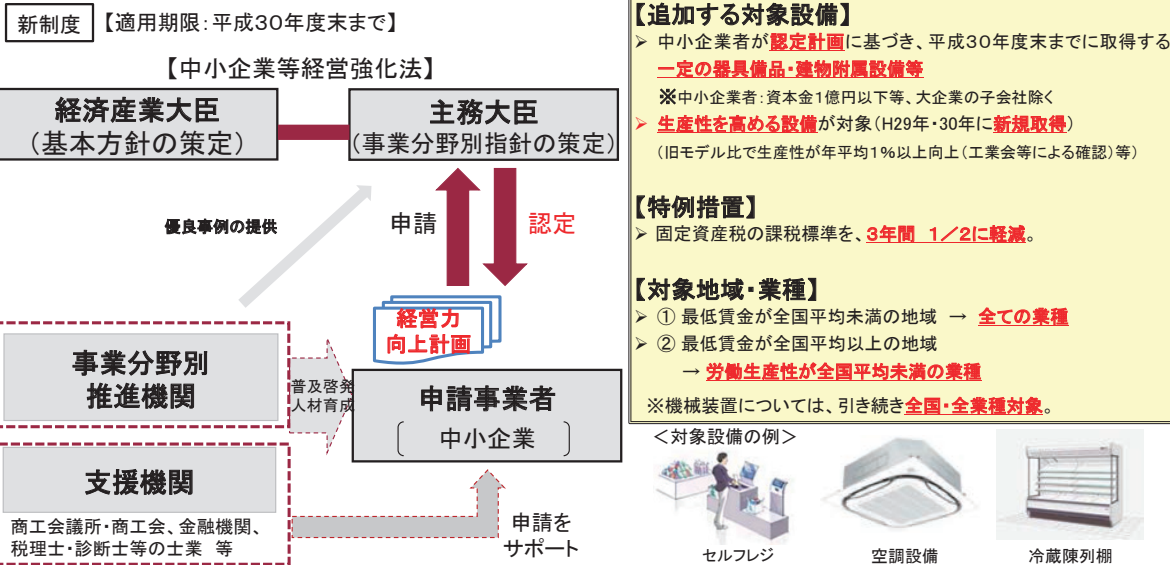 新制度 【適用期限：平成30年度末まで】
【中小企業等経営強化法】
経済産業大臣
（基本方針の策定）
主務大臣
（事業分野別指針の策定）
優良事例の提供
申請
認定
経営力
向上計画
事業分野別
推進機関
普及啓発
人材育成
申請事業者
〔 中小企業 〕
支援機関
商工会議所・商工会、金融機関、
税理士・診断士等の士業 等
申請を
サポート
【追加する対象設備】
➢ 中小企業者が認定計画に基づき、平成30年度末までに取得する
一定の器具備品・建物附属設備等
※中小企業者：資本金1億円以下等、大企業の子会社除く
➢ 生産性を高める設備が対象（H29年・30年に新規取得）
（旧モデル比で生産性が年平均1％以上向上（工業会等による確認）等）
【特例措置】
➢ 固定資産税の課税標準を、3年間 1／2に軽減。
【対象地域・業種】
➢ ① 最低賃金が全国平均未満の地域 → 全ての業種
➢ ② 最低賃金が全国平均以上の地域
→ 労働生産性が全国平均未満の業種
※機械装置については、引き続き全国・全業種対象。
＜対象設備の例＞
セルフレジ
空調設備
冷蔵陳列棚